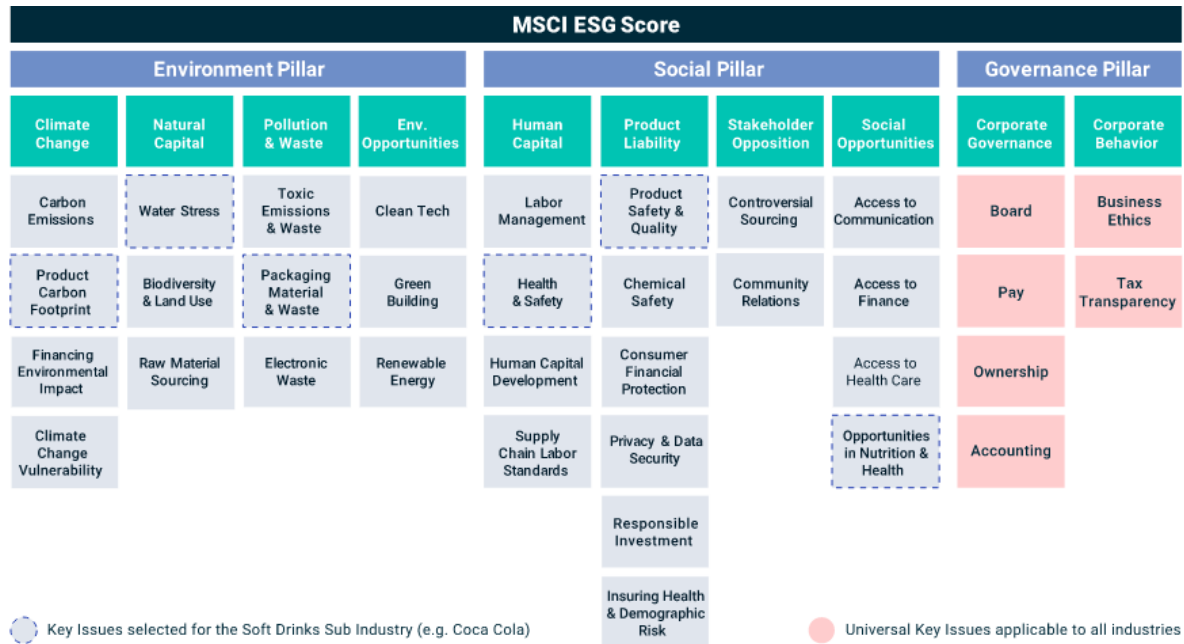 MSCI ESG Score
Environment Pillar
Social Pillar
Governance Pillar
Climate
Change
Natural
Capital
Pollution
& Waste
Env.
Opportunities
Human
Capital
Product
Liability
Stakeholder
Opposition
Social
Opportunities
Corporate
Governance
Corporate
Behavior
Carbon
Emissions
Water Stress
Toxic
Emissions
& Waste
Clean Tech
Labor
Management
Product
Safety &
Quality
Controversial
Sourcing
Access to
Communication
Board
Business
Ethics
Product
Carbon
Footprint
Biodiversity
& Land Use
Packaging
Material
& Waste
Green
Building
Health
& Safety
Chemical
Safety
Community
Relations
Access to
Finance
Pay
Tax
Transparency
Financing
Environmental
Impact
Raw Material
Sourcing
Electronic
Waste
Renewable
Energy
Human Capital
Development
Consumer
Financial
Protection
Access to
Health Care
Ownership
Climate
Change
Vulnerability
Supply
Chain Labor
Standards
Privacy & Data
Security
Opportunities
in Nutrition &
Health
Accounting
Responsible
Investment
Insuring Health
& Demographic
Risk
Key Issues selected for the Soft Drinks Sub Industry (e.g. Coca Cola)
Universal Key Issues applicable to all industries